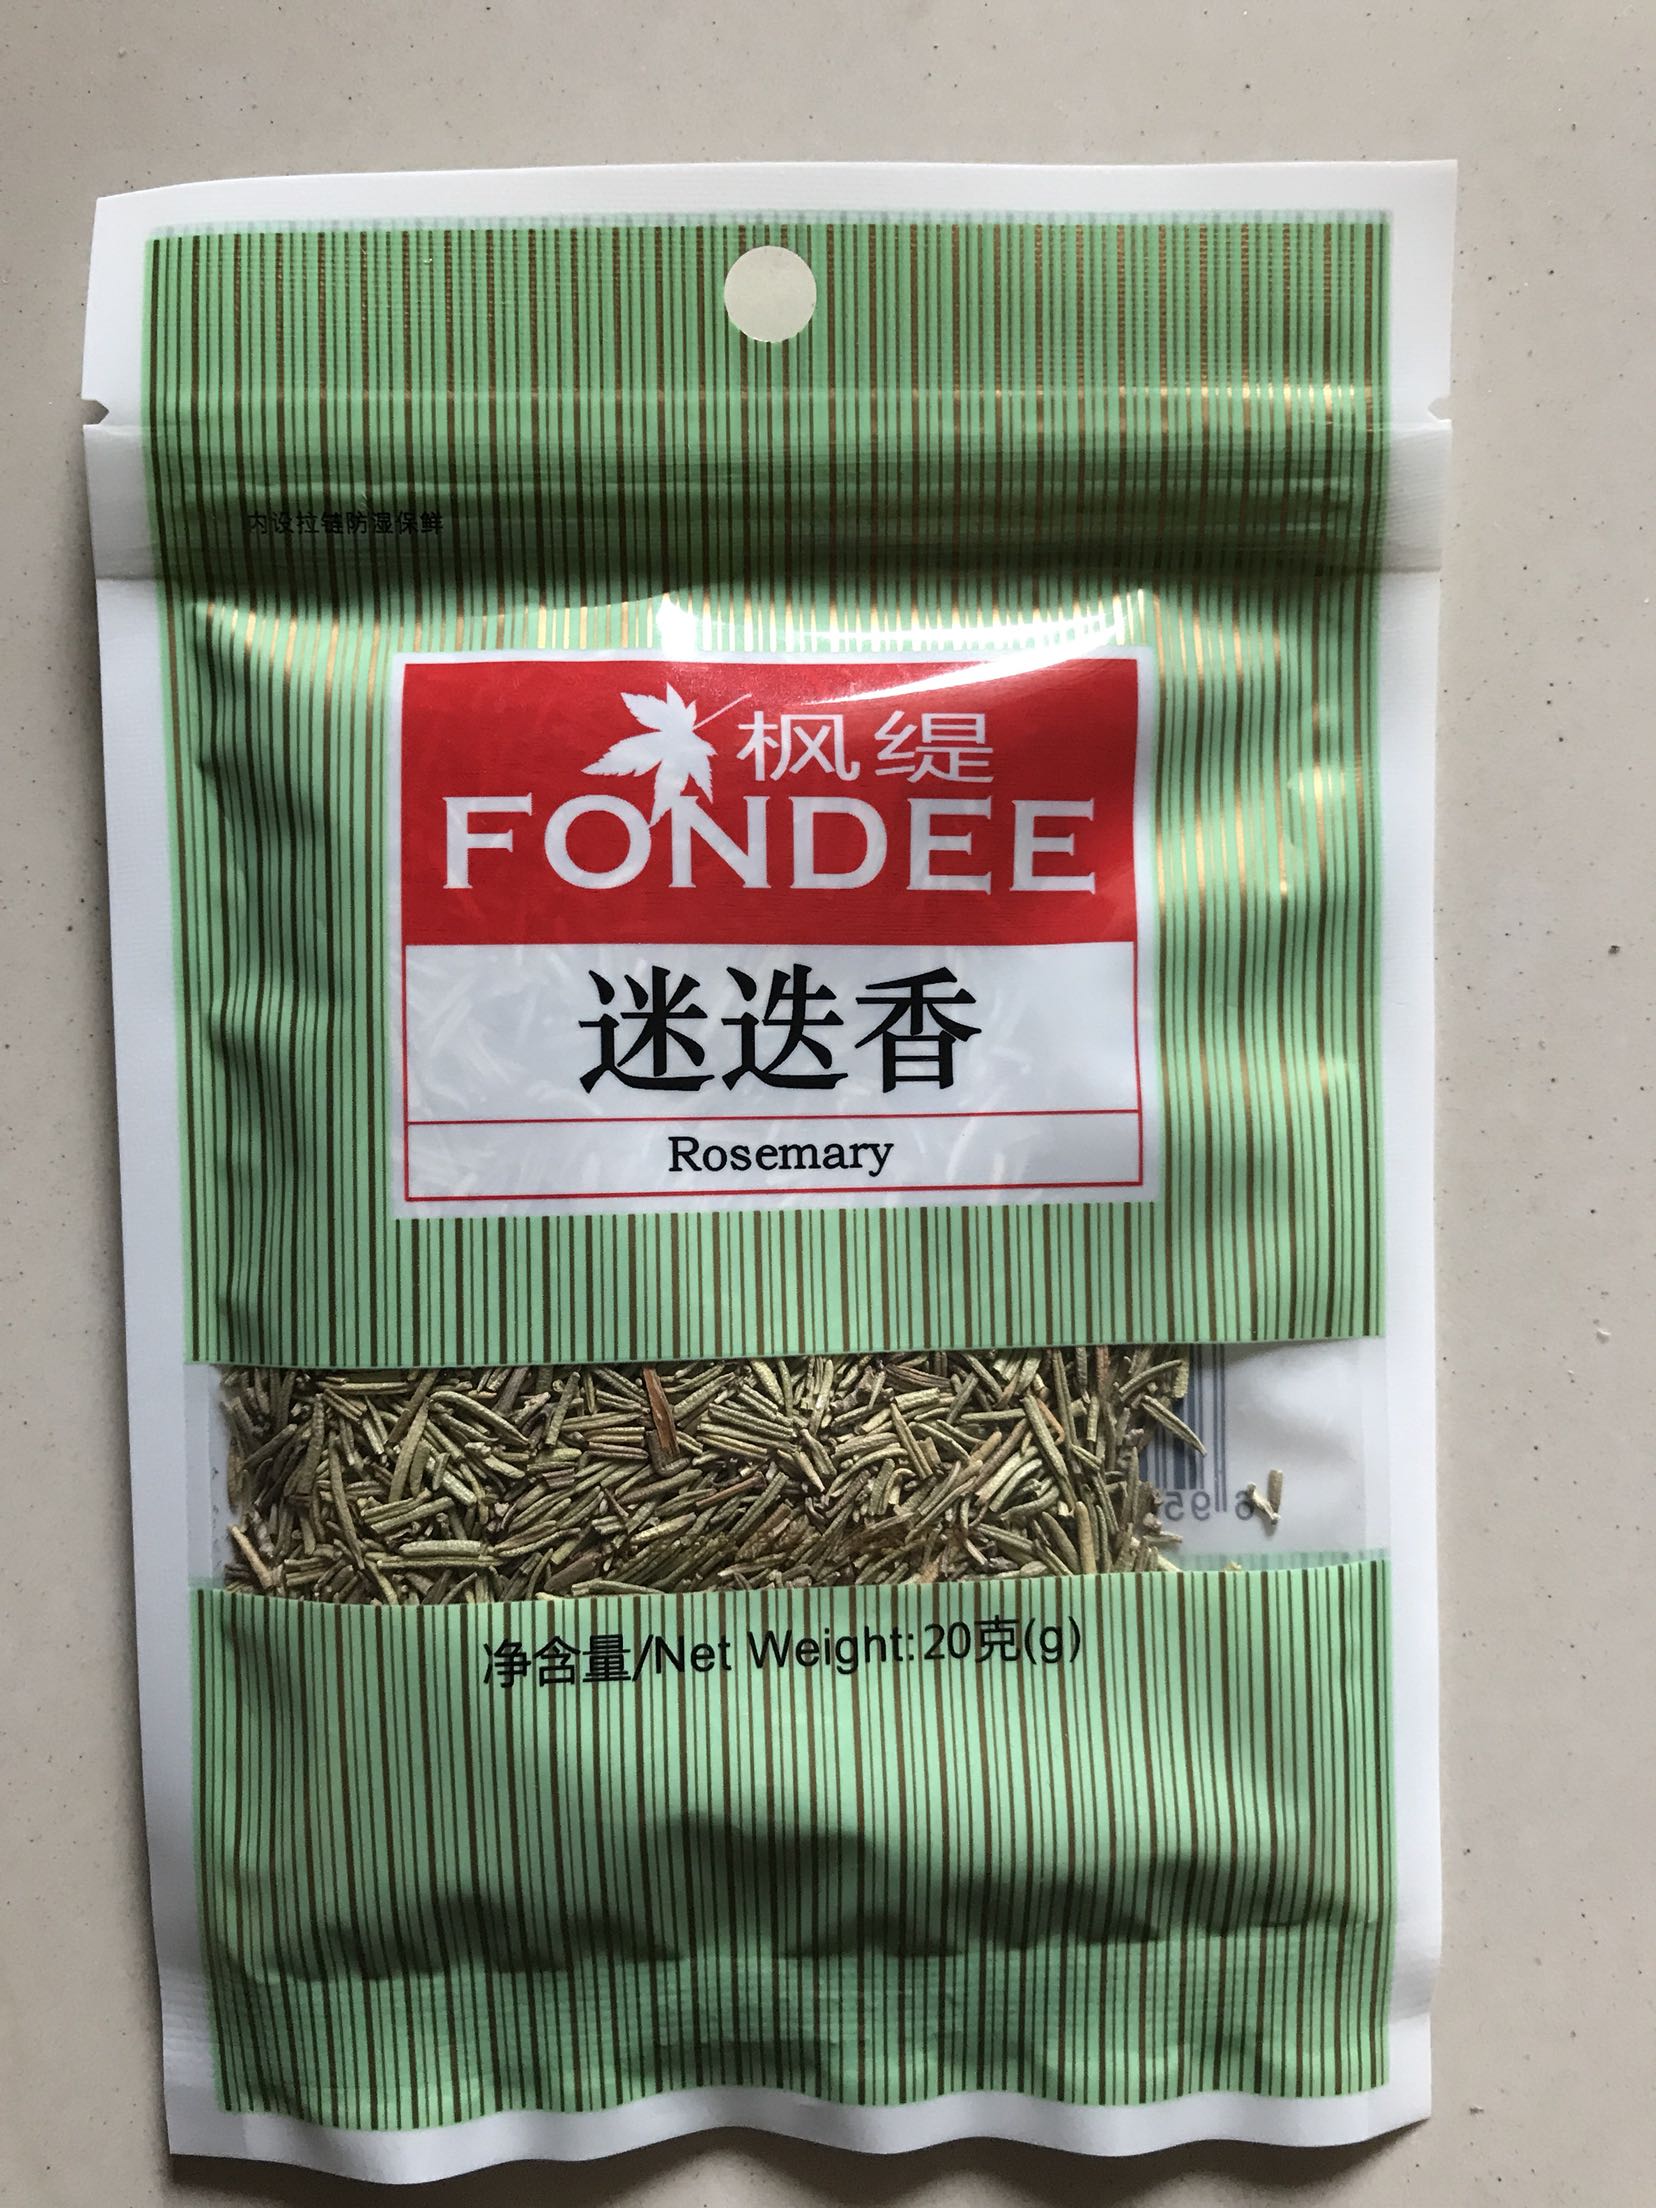 内设拉链防湿保鲜
枫缇
FONDEE
迷迭香
Rosemary
净含量/Net Weight:20克(g)